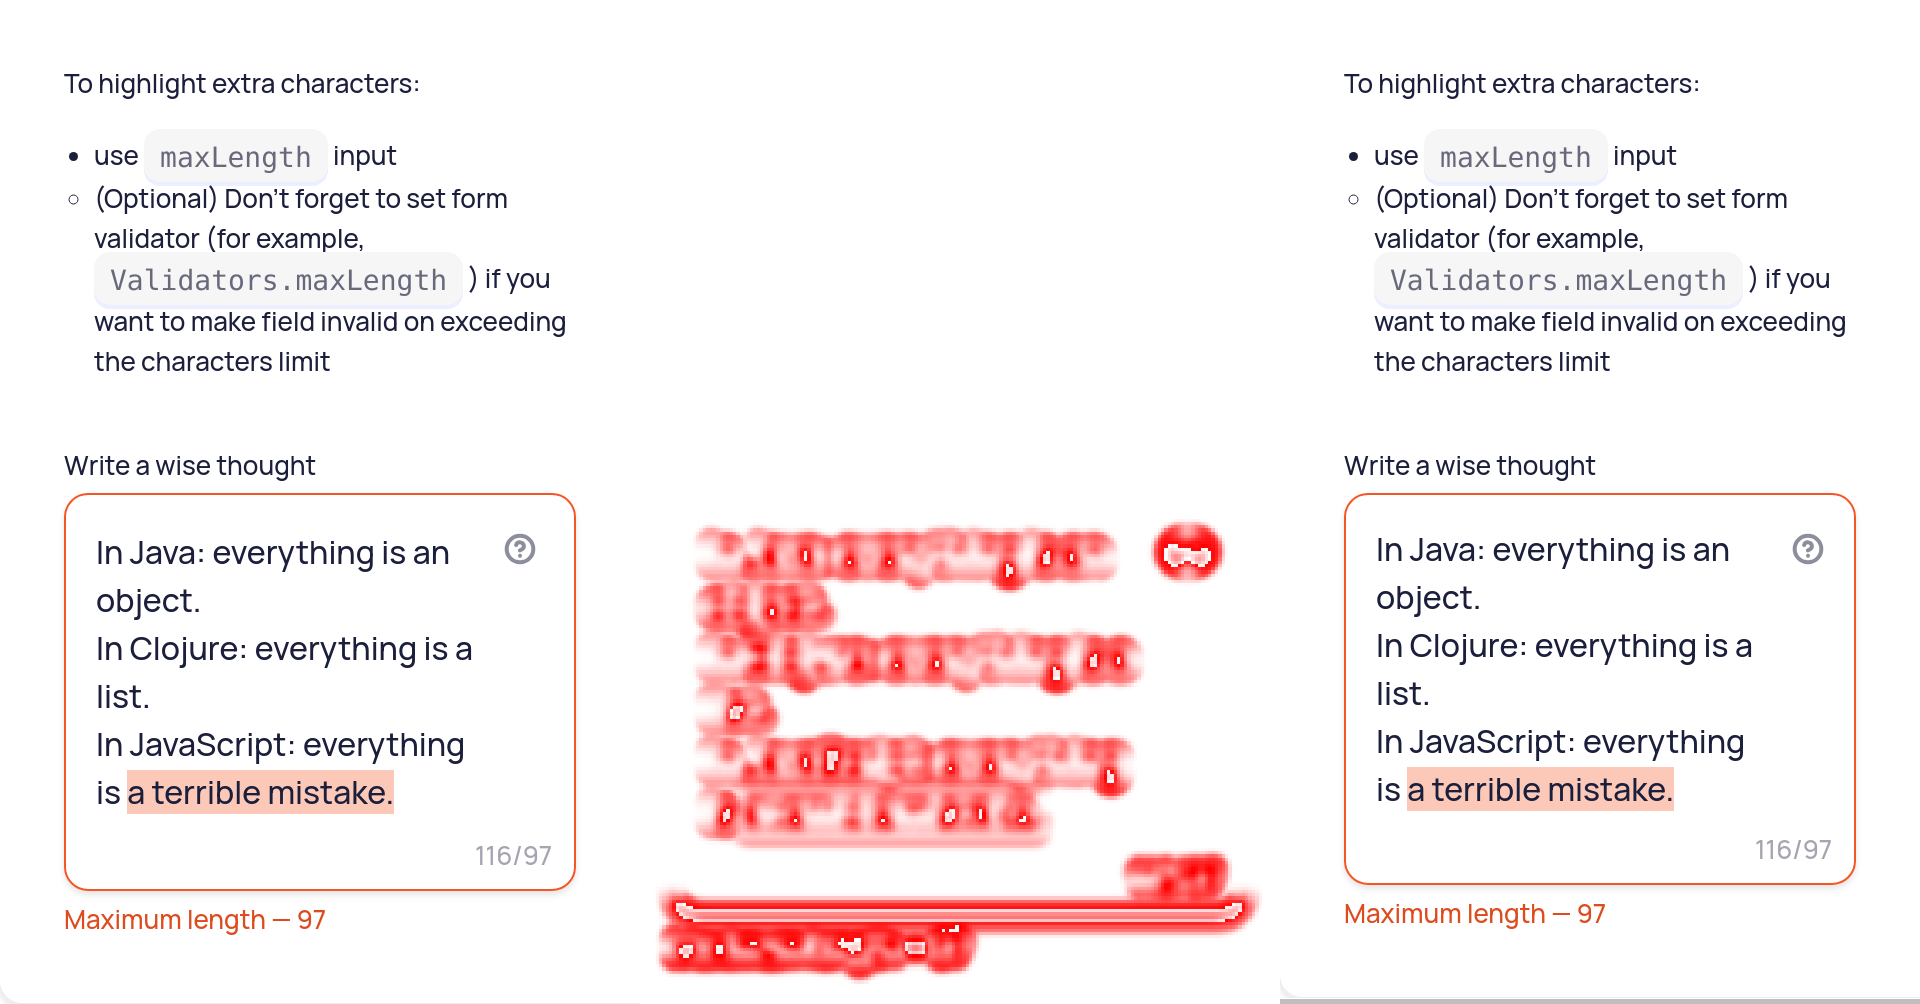 To highlight extra characters:
use maxLength input
(Optional) Don't forget to set form
validator (for example,
Validators.maxLength ) if you
want to make field invalid on exceeding
the characters limit
Write a wise thought
In Java: everything is an
object.
In Clojure: everything is a
list.
In JavaScript: everything
is a terrible mistake.
116/97
Maximum length — 97
To highlight extra characters:
use maxLength input
(Optional) Don't forget to set form
validator (for example,
Validators.maxLength ) if you
want to make field invalid on exceeding
the characters limit
Write a wise thought
In Java: everything is an
object.
In Clojure: everything is a
list.
In JavaScript: everything
is a terrible mistake.
116/97
Maximum length — 97